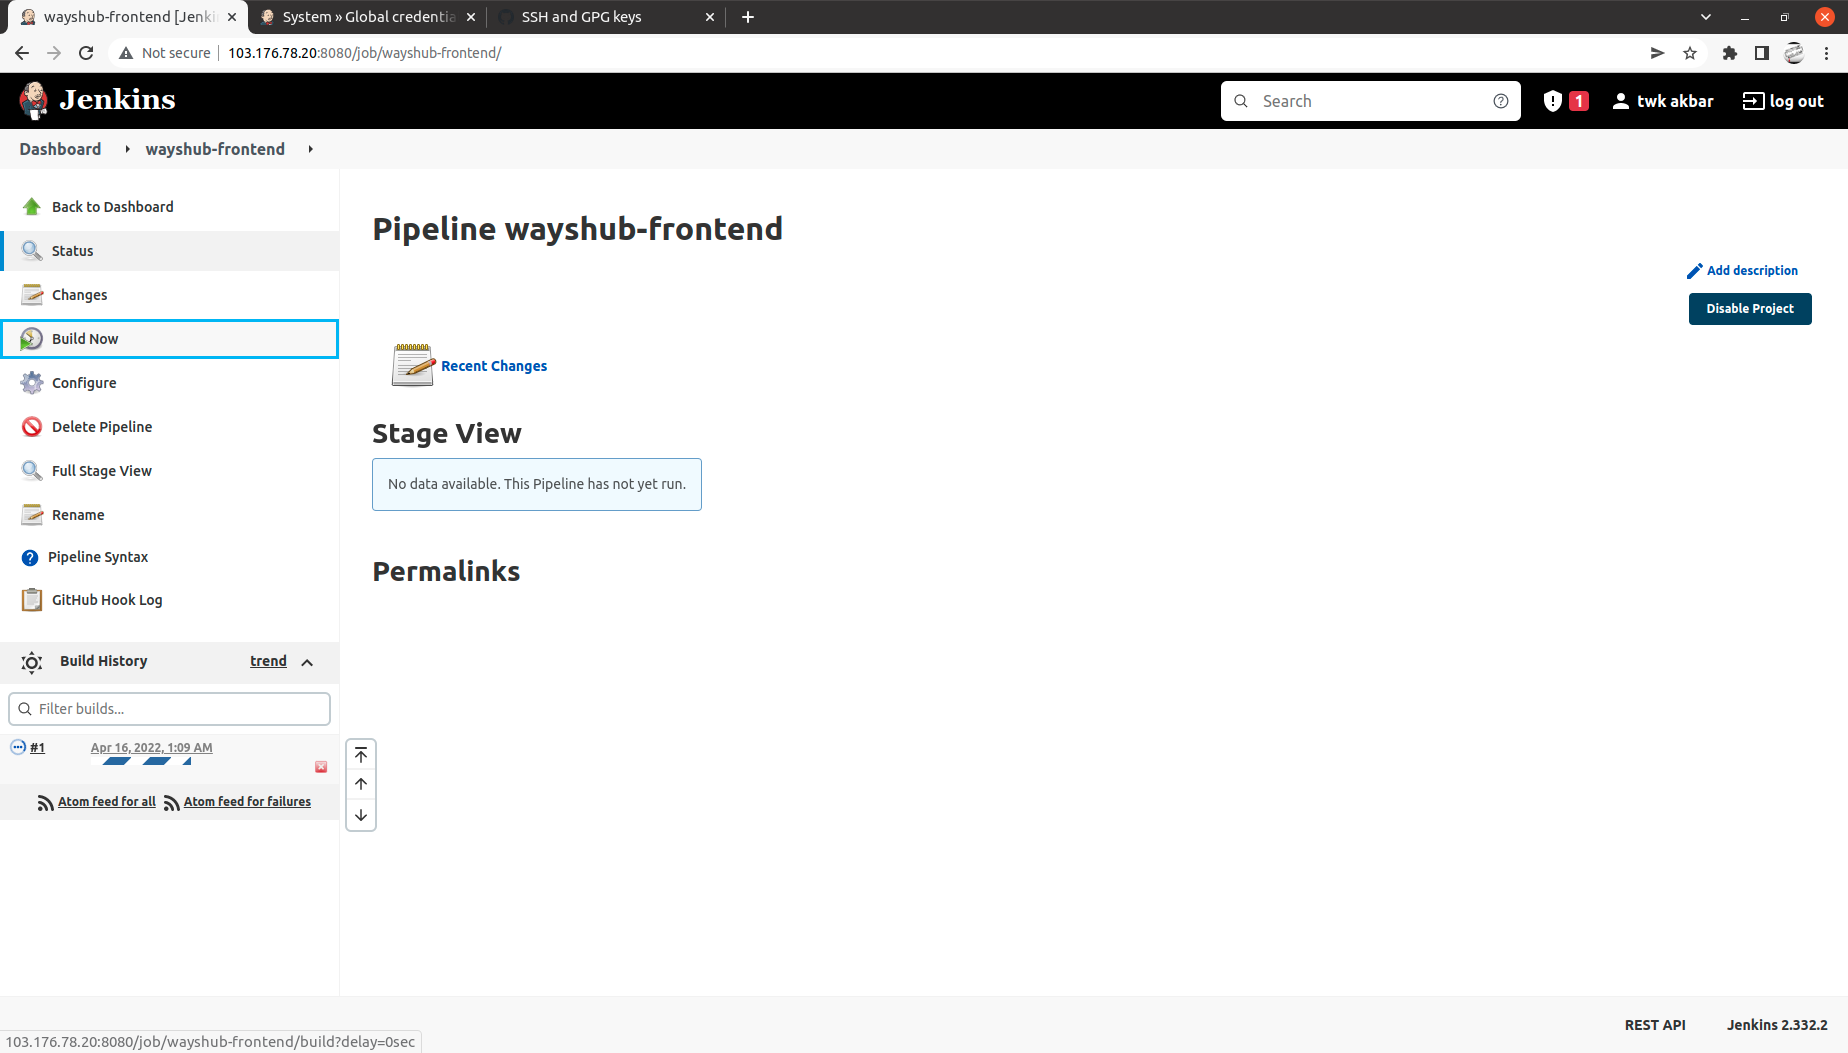 wayshub-frontend [Jenki
System » Global credentia
SSH and GPG keys
Not secure
103.176.78.20:8080/job/wayshub-frontend/
Jenkins
Search
1
twk akbar
log out
Dashboard
wayshub-frontend
Back to Dashboard
Status
Changes
Build Now
Configure
Delete Pipeline
Full Stage View
Rename
Pipeline Syntax
GitHub Hook Log
Build History
trend
Filter builds...
#1
Apr 16, 2022, 1:09 AM
Atom feed for all
Atom feed for failures
Pipeline wayshub-frontend
Add description
Disable Project
Recent Changes
Stage View
No data available. This Pipeline has not yet run.
Permalinks
REST API
Jenkins 2.332.2
103.176.78.20:8080/job/wayshub-frontend/build?delay=0sec